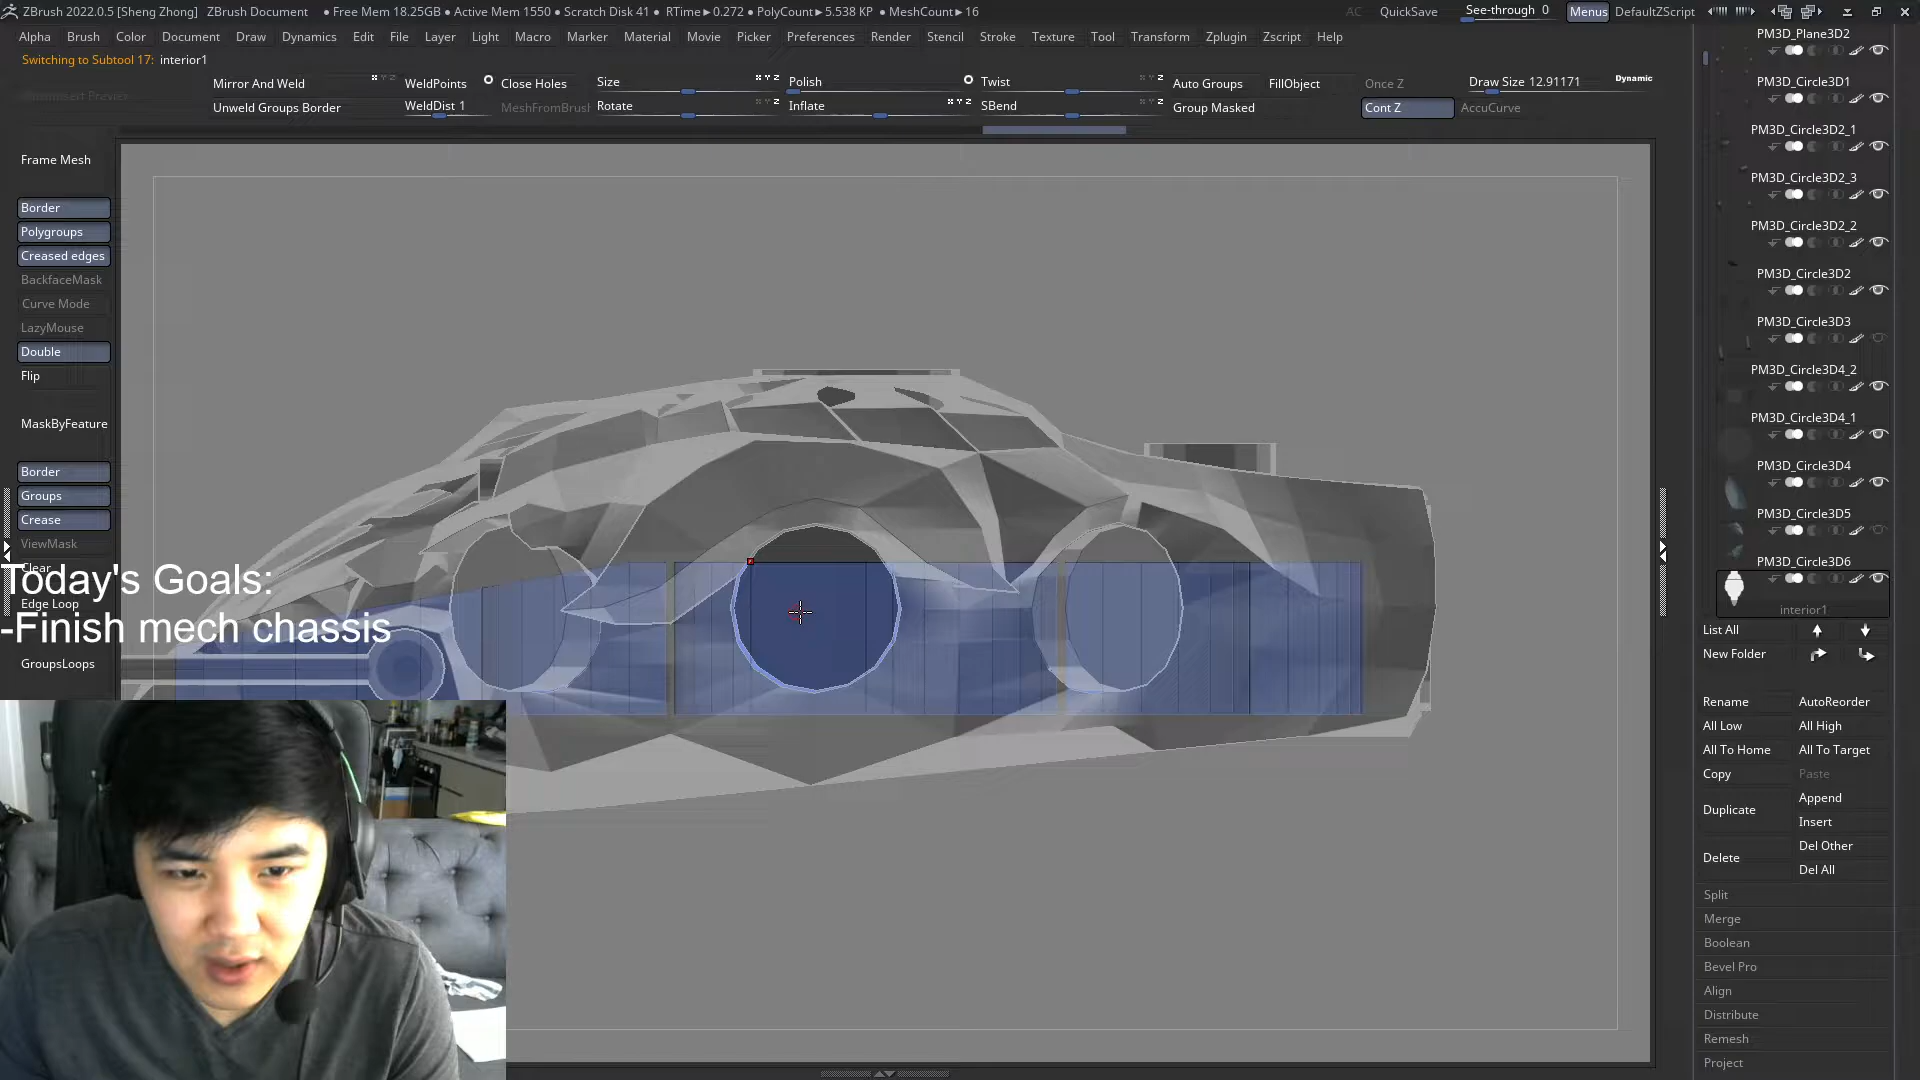 ZBrush 2022.0.5 [Sheng Zhong] ZBrush Document • Free Mem 18.25GB • Active Mem 1550 • Scratch Disk 41 • RTime►0.272 • PolyCount►5.538 KP • MeshCount►16 AC QuickSave See-through 0 Menus DefaultZScript
Alpha Brush Color Document Draw Dynamics Edit File Layer Light Macro Marker Material Movie Picker Preferences Render Stencil Stroke Texture Tool Transform Zplugin Zscript Help
Switching to Subtool 17: interior1
Mirror And Weld WeldPoints Close Holes Size Polish Twist Auto Groups FillObject Once Z Draw Size 12.91171 Dynamic
Unweld Groups Border WeldDist 1 MeshFromBrush Rotate Inflate SBend Group Masked Cont Z AccuCurve
Frame Mesh
Border
Polygroups
Creased edges
BackfaceMask
Curve Mode
LazyMouse
Double
Flip
MaskByFeature
Border
Groups
Crease
ViewMask
Clear
Today's Goals:
Edge Loop
-Finish mech chassis
GroupsLoops
PM3D_Plane3D2
PM3D_Circle3D1
PM3D_Circle3D2_1
PM3D_Circle3D2_3
PM3D_Circle3D2_2
PM3D_Circle3D2
PM3D_Circle3D3
PM3D_Circle3D4_2
PM3D_Circle3D4_1
PM3D_Circle3D4
PM3D_Circle3D5
PM3D_Circle3D6
interior1
List All
New Folder
Rename AutoReorder
All Low All High
All To Home All To Target
Copy Paste
Append
Duplicate
Insert
Del Other
Delete
Del All
Split
Merge
Boolean
Bevel Pro
Align
Distribute
Remesh
Project